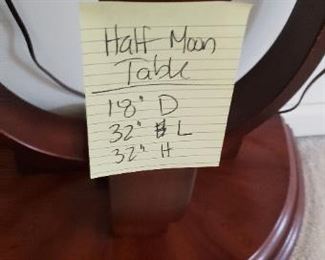 Half Moon
Table
18" D
32" L
32" H